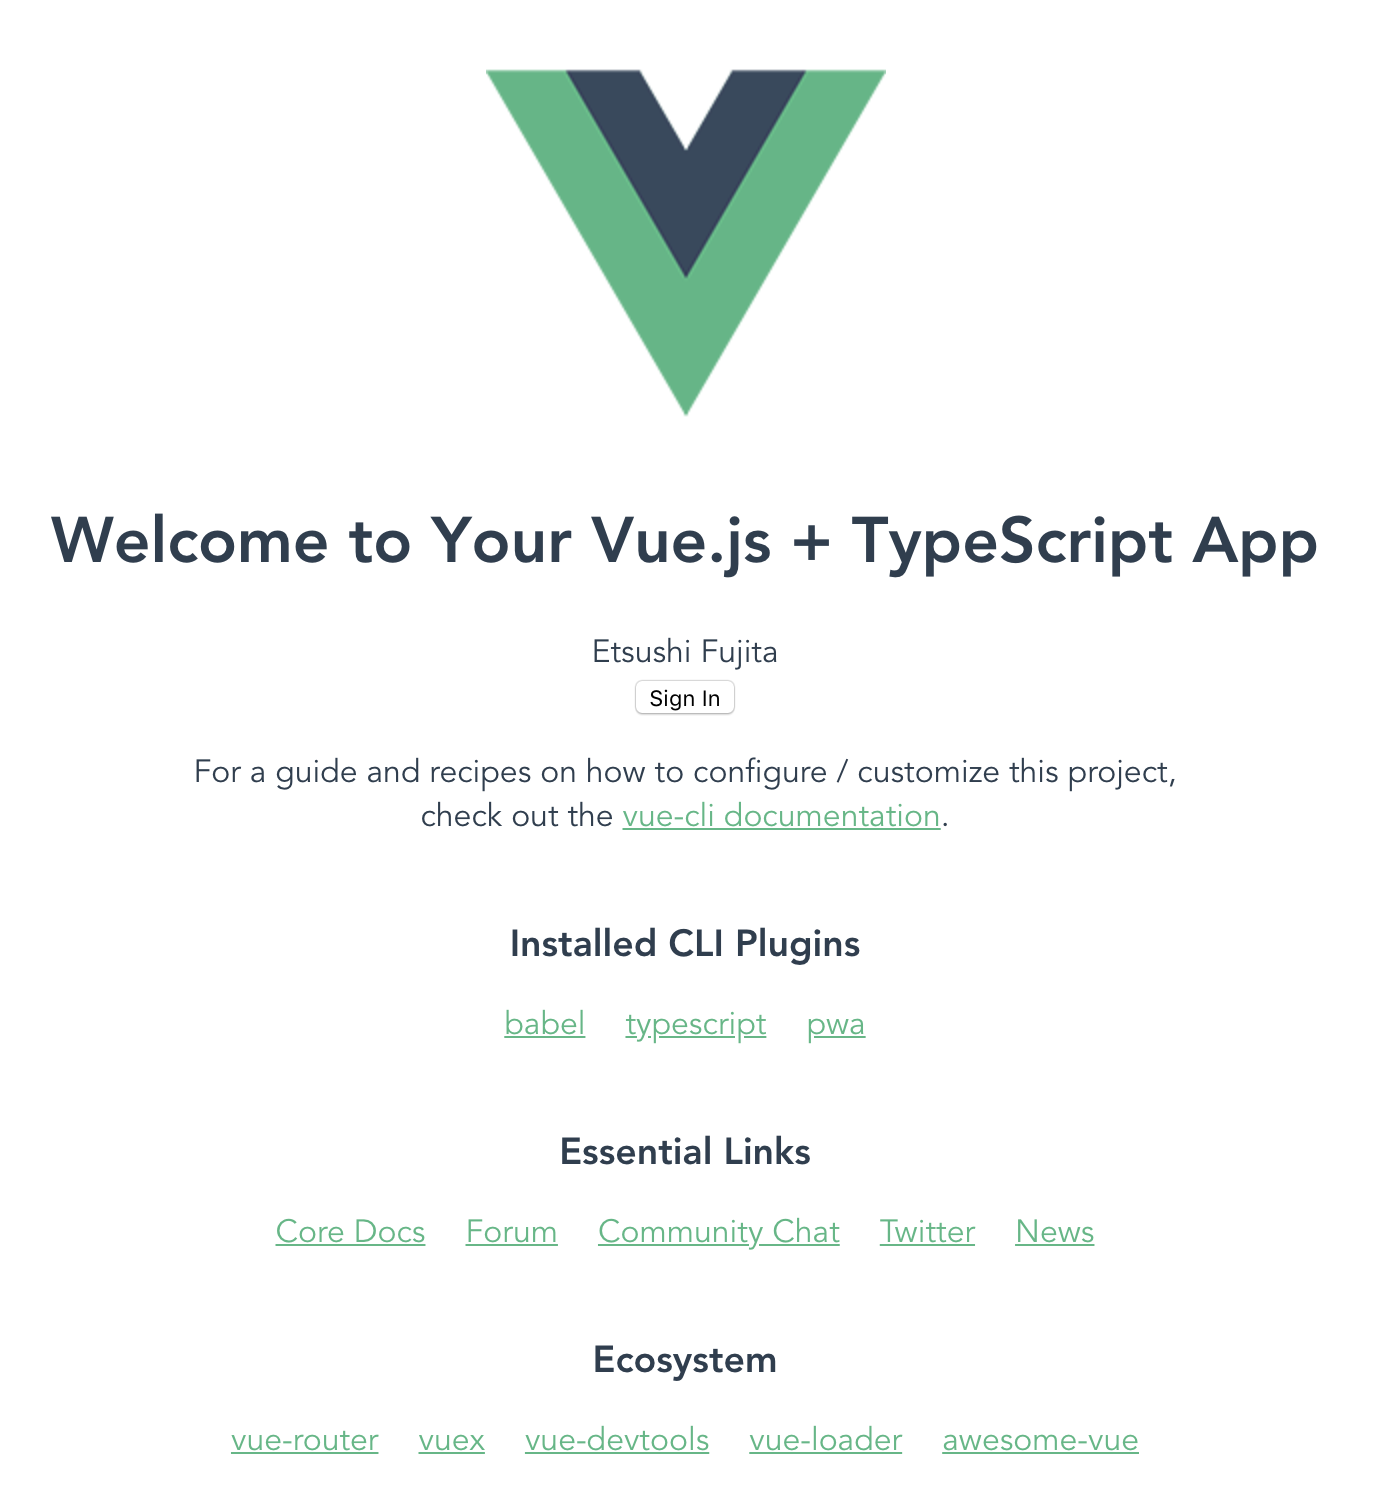 Welcome to Your Vue.js + TypeScript App
Etsushi Fujita
Sign In
For a guide and recipes on how to configure / customize this project,
check out the vue-cli documentation.
Installed CLI Plugins
babel typescript pwa
Essential Links
Core Docs Forum Community Chat Twitter News
Ecosystem
vue-router vuex vue-devtools vue-loader awesome-vue